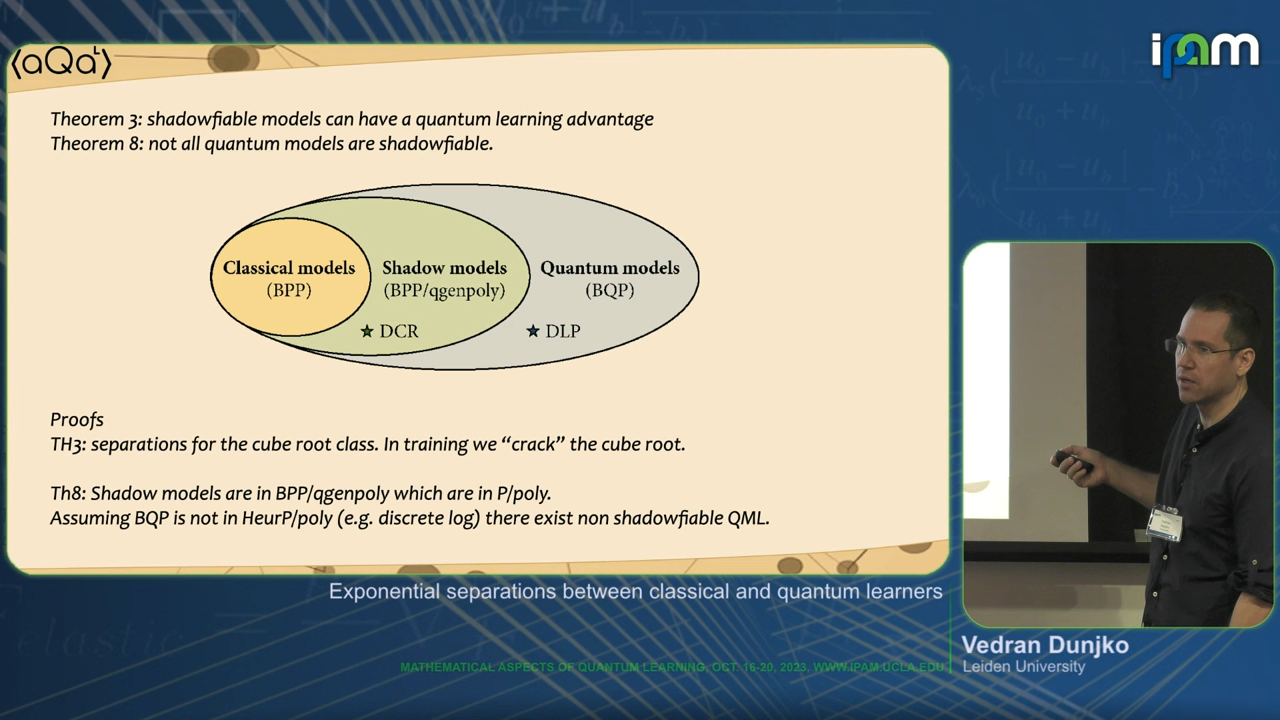 ⟨aQaᴸ⟩
ipam
Theorem 3: shadowfiable models can have a quantum learning advantage
Theorem 8: not all quantum models are shadowfiable.
Classical models
(BPP)
Shadow models
(BPP/qgenpoly)
Quantum models
(BQP)
DCR
DLP
Proofs
TH3: separations for the cube root class. In training we “crack” the cube root.
Th8: Shadow models are in BPP/qgenpoly which are in P/poly.
Assuming BQP is not in HeurP/poly (e.g. discrete log) there exist non shadowfiable QML.
Exponential separations between classical and quantum learners
Vedran Dunjko
Leiden University
MATHEMATICAL ASPECTS OF QUANTUM LEARNING, OCT. 16-20, 2023, WWW.IPAM.UCLA.EDU
elastic